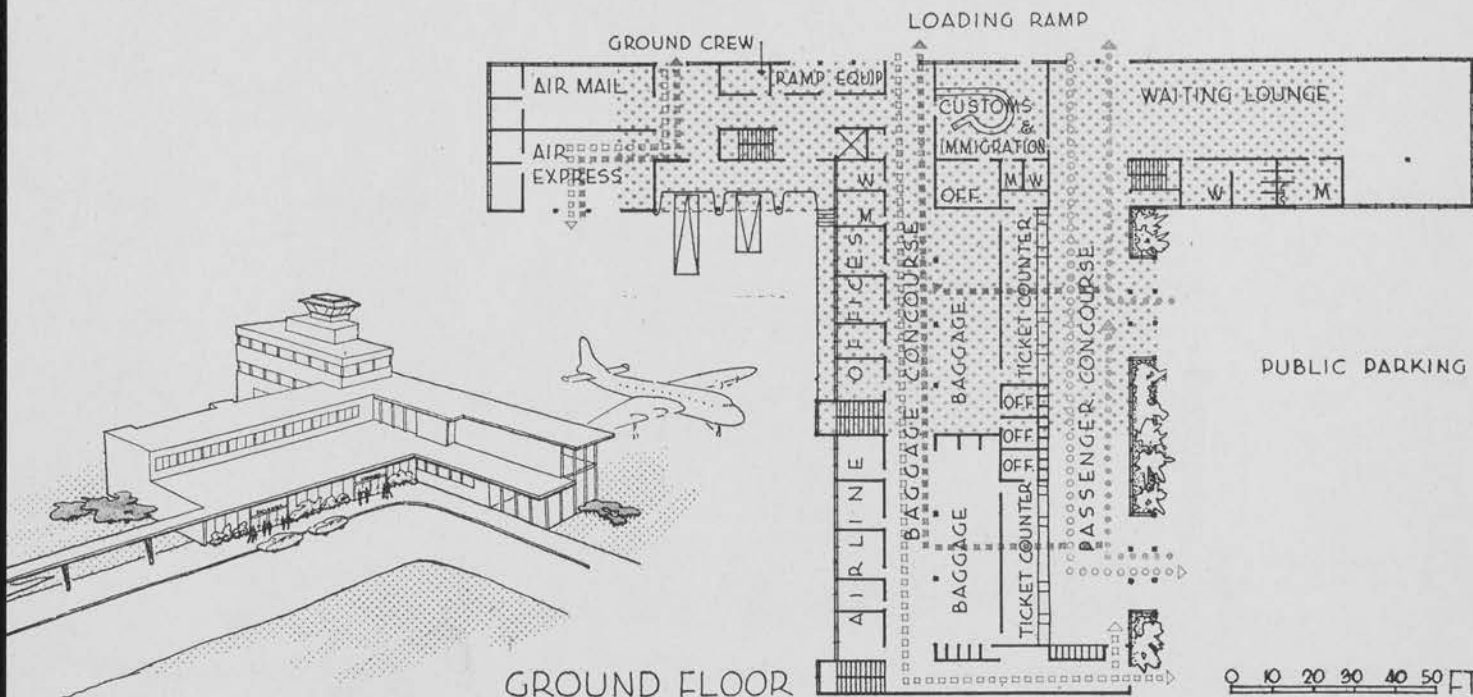 LOADING RAMP
GROUND CREW
AIR MAIL
RAMP EQUIP
CUSTOMS
&
IMMIGRATION
WAITING LOUNGE
AIR
EXPRESS
W
M
OFF.
M W
W M
AIRLINE OFFICES
BAGGAGE CONCOURSE
BAGGAGE
TICKET COUNTER
PASSENGER CONCOURSE
OFF.
OFF.
OFF.
BAGGAGE
TICKET COUNTER
PUBLIC PARKING
GROUND FLOOR
0 10 20 30 40 50 FT